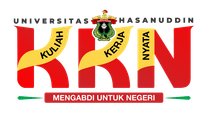 UNIVERSITAS HASANUDDIN
KKN
KULIAH KERJA NYATA
MENGABDI UNTUK NEGERI